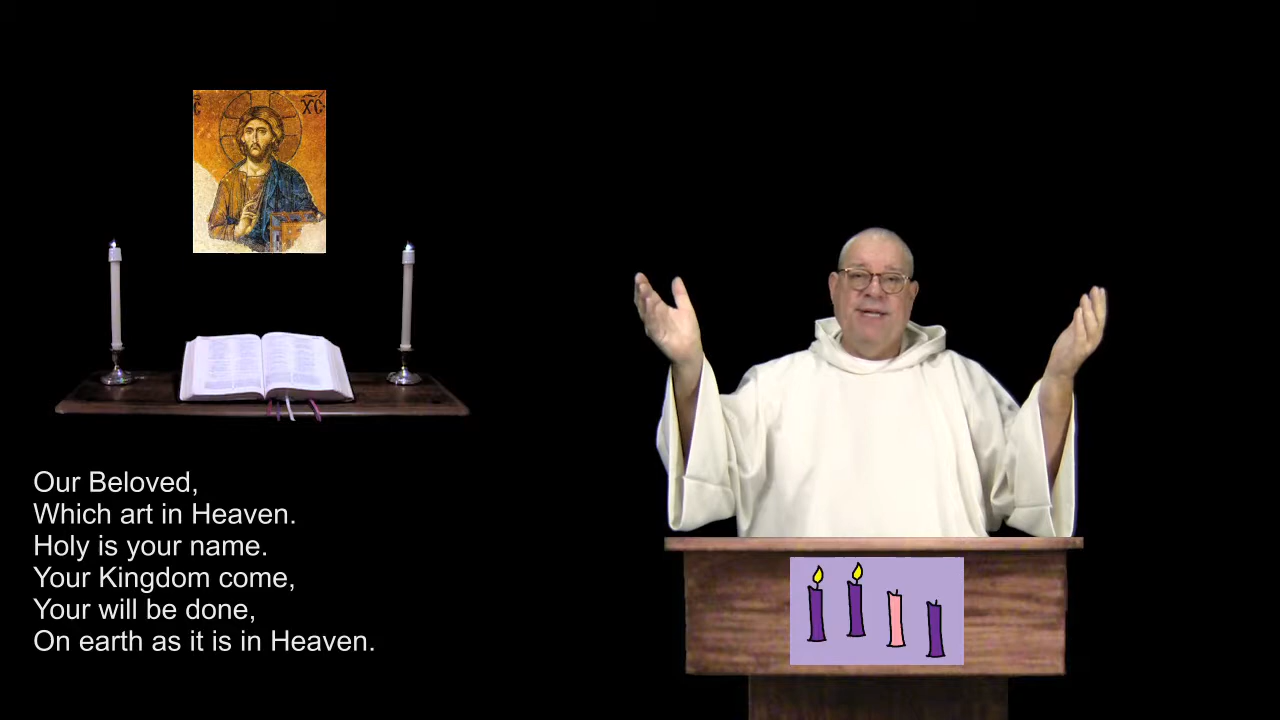 XC
Our Beloved,
Which art in Heaven.
Holy is your name.
Your Kingdom come,
Your will be done,
On earth as it is in Heaven.